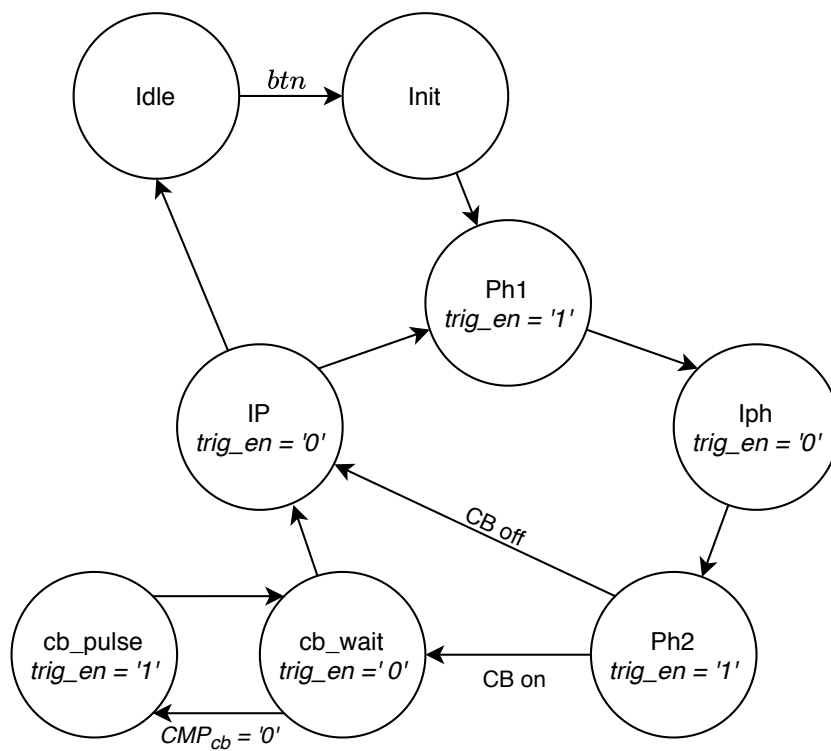 Idle
btn
Init
Ph1
trig_en = '1'
IP
trig_en = '0'
Iph
trig_en = '0'
CB off
cb_pulse
trig_en = '1'
cb_wait
trig_en =' 0'
Ph2
trig_en = '1'
CB on
CMP_cb = '0'